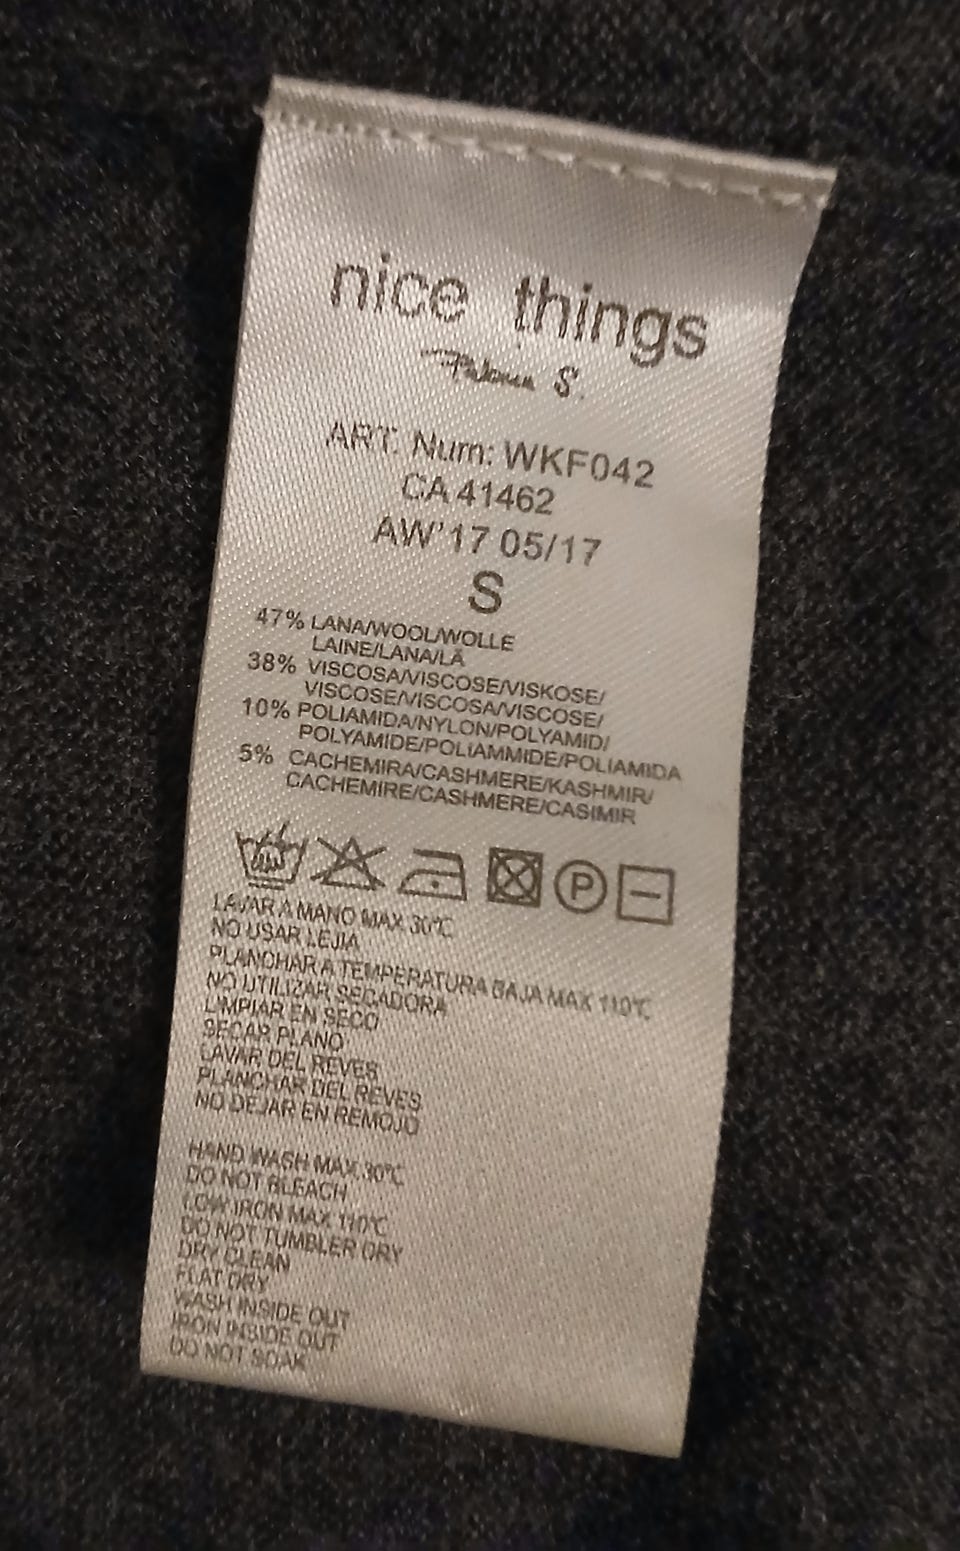 nice things
Paloma S.
ART. Num: WKF042
CA 41462
AW'17 05/17
S
47% LANA/WOOL/WOLLE
LAINE/LANA/LÃ
38% VISCOSA/VISCOSE/VISKOSE/
VISCOSE/VISCOSA/VISCOSE/
10% POLIAMIDA/NYLON/POLYAMID/
POLYAMIDE/POLIAMMIDE/POLIAMIDA
5% CACHEMIRA/CASHMERE/KASHMIR/
CACHEMIRE/CASHMERE/CASIMIR
P
LAVAR A MANO MAX 30°C
NO USAR LEJIA
PLANCHAR A TEMPERATURA BAJA MAX 110°C
NO UTILIZAR SECADORA
LIMPIAR EN SECO
SECAR PLANO
LAVAR DEL REVES
PLANCHAR DEL REVES
NO DEJAR EN REMOJO
HAND WASH MAX 30°C
DO NOT BLEACH
LOW IRON MAX 110°C
DO NOT TUMBLER DRY
DRY CLEAN
FLAT DRY
WASH INSIDE OUT
IRON INSIDE OUT
DO NOT SOAK